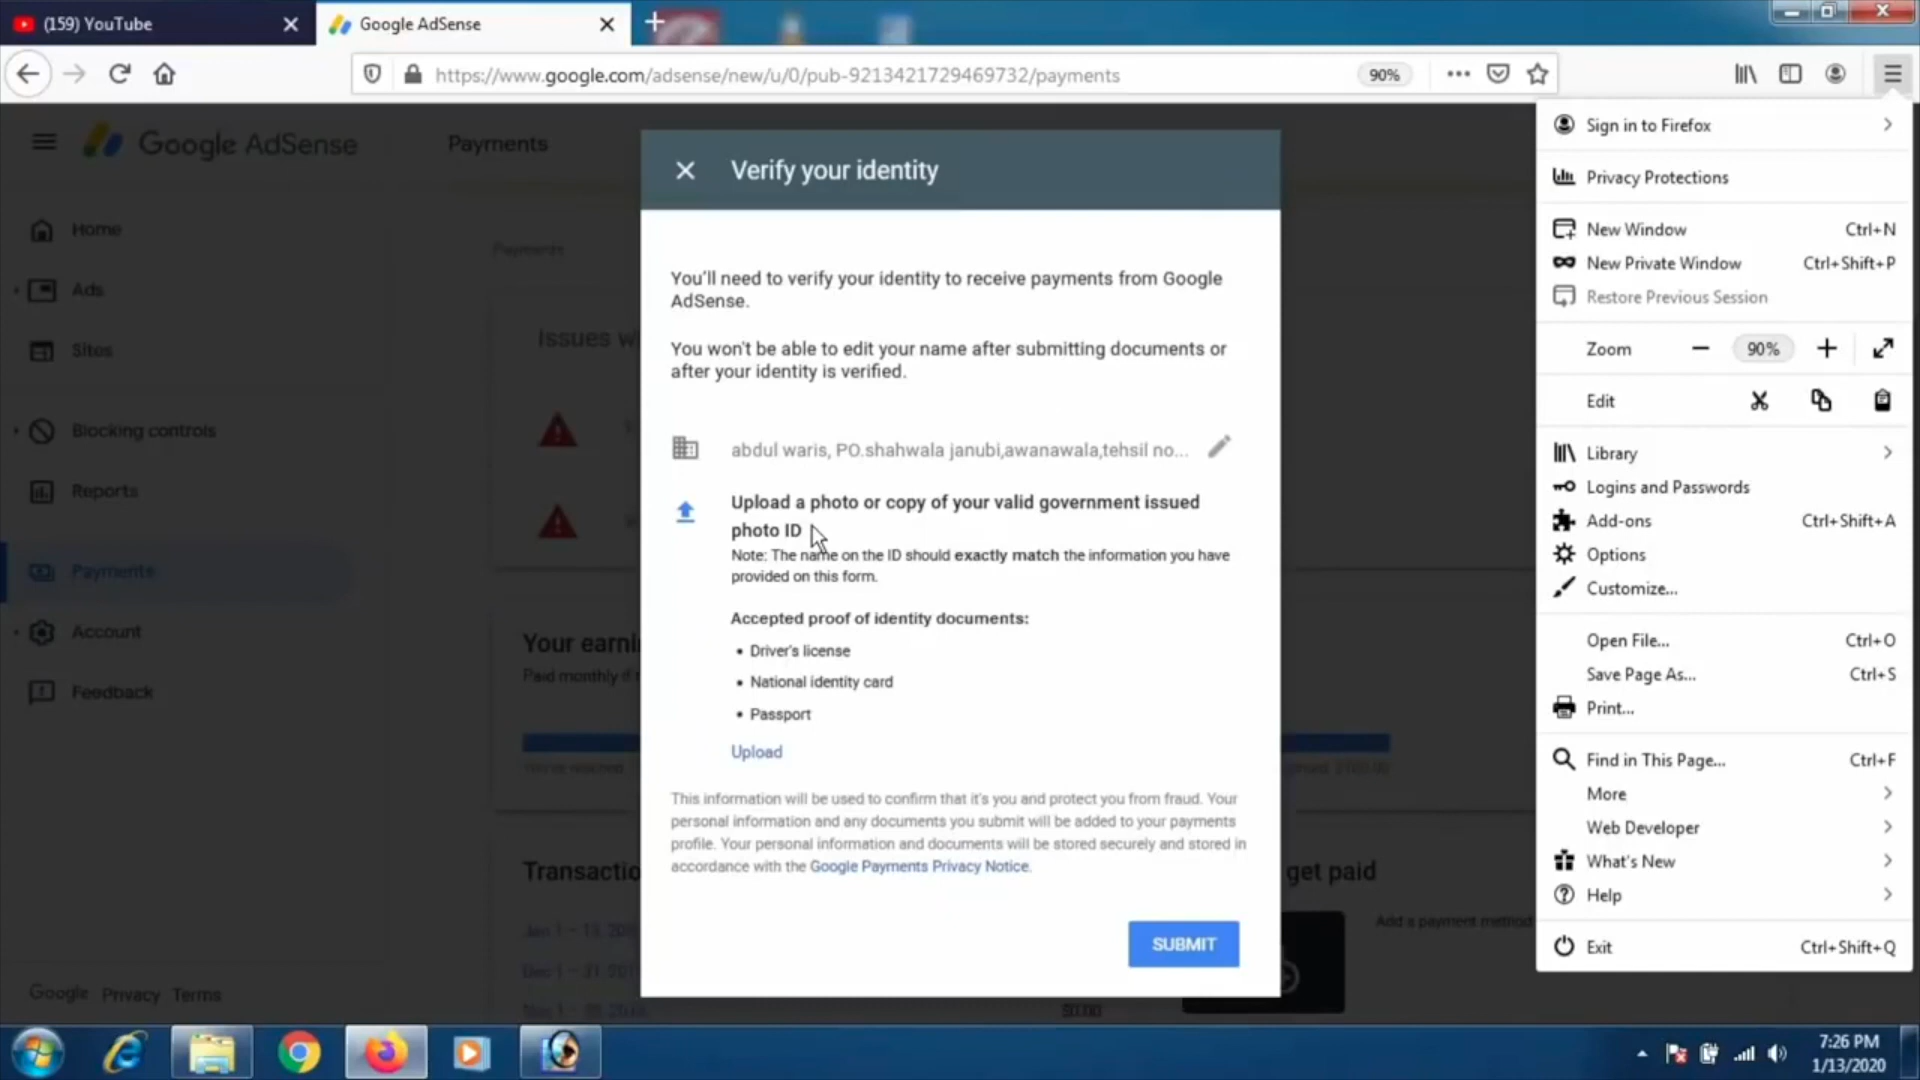 (159) YouTube
Google AdSense
https://www.google.com/adsense/new/u/0/pub-9213421729469732/payments
90%
Google AdSense
Payments
Home
Ads
Sites
Blocking controls
Reports
Payments
Account
Feedback
Google Privacy Terms
Payments
Issues w
Your earni
Paid monthly if
Transactio
get paid
Add a payment method
$0.00
Verify your identity
You'll need to verify your identity to receive payments from Google
AdSense.
You won't be able to edit your name after submitting documents or
after your identity is verified.
abdul waris, PO.shahwala janubi,awanawala,tehsil no...
Upload a photo or copy of your valid government issued
photo ID
Note: The name on the ID should exactly match the information you have
provided on this form.
Accepted proof of identity documents:
• Driver's license
• National identity card
• Passport
Upload
This information will be used to confirm that it's you and protect you from fraud. Your
personal information and any documents you submit will be added to your payments
profile. Your personal information and documents will be stored securely and stored in
accordance with the Google Payments Privacy Notice.
SUBMIT
Sign in to Firefox
Privacy Protections
New Window Ctrl+N
New Private Window Ctrl+Shift+P
Restore Previous Session
Zoom 90%
Edit
Library
Logins and Passwords
Add-ons Ctrl+Shift+A
Options
Customize...
Open File... Ctrl+O
Save Page As... Ctrl+S
Print...
Find in This Page... Ctrl+F
More
Web Developer
What's New
Help
Exit Ctrl+Shift+Q
7:26 PM
1/13/2020